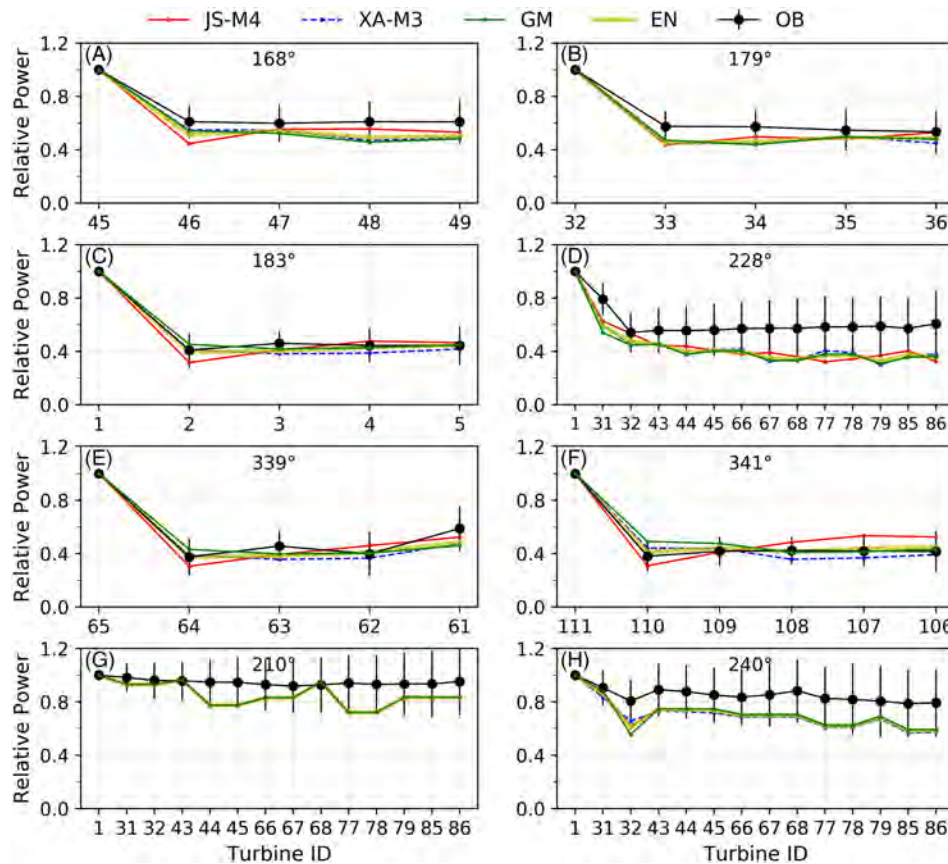 JS-M4 XA-M3 GM EN OB
(A) 168°
(B) 179°
Relative Power
1.2
0.8
0.4
0.0
45 46 47 48 49
Relative Power
1.2
0.8
0.4
0.0
32 33 34 35 36
(C) 183°
(D) 228°
Relative Power
1.2
0.8
0.4
0.0
1 2 3 4 5
Relative Power
1.2
0.8
0.4
0.0
1 31 32 43 44 45 66 67 68 77 78 79 85 86
(E) 339°
(F) 341°
Relative Power
1.2
0.8
0.4
0.0
65 64 63 62 61
Relative Power
1.2
0.8
0.4
0.0
111 110 109 108 107 106
(G) 210°
(H) 240°
Relative Power
1.2
0.8
0.4
0.0
1 31 32 43 44 45 66 67 68 77 78 79 85 86
Turbine ID
Relative Power
1.2
0.8
0.4
0.0
1 31 32 43 44 45 66 67 68 77 78 79 85 86
Turbine ID